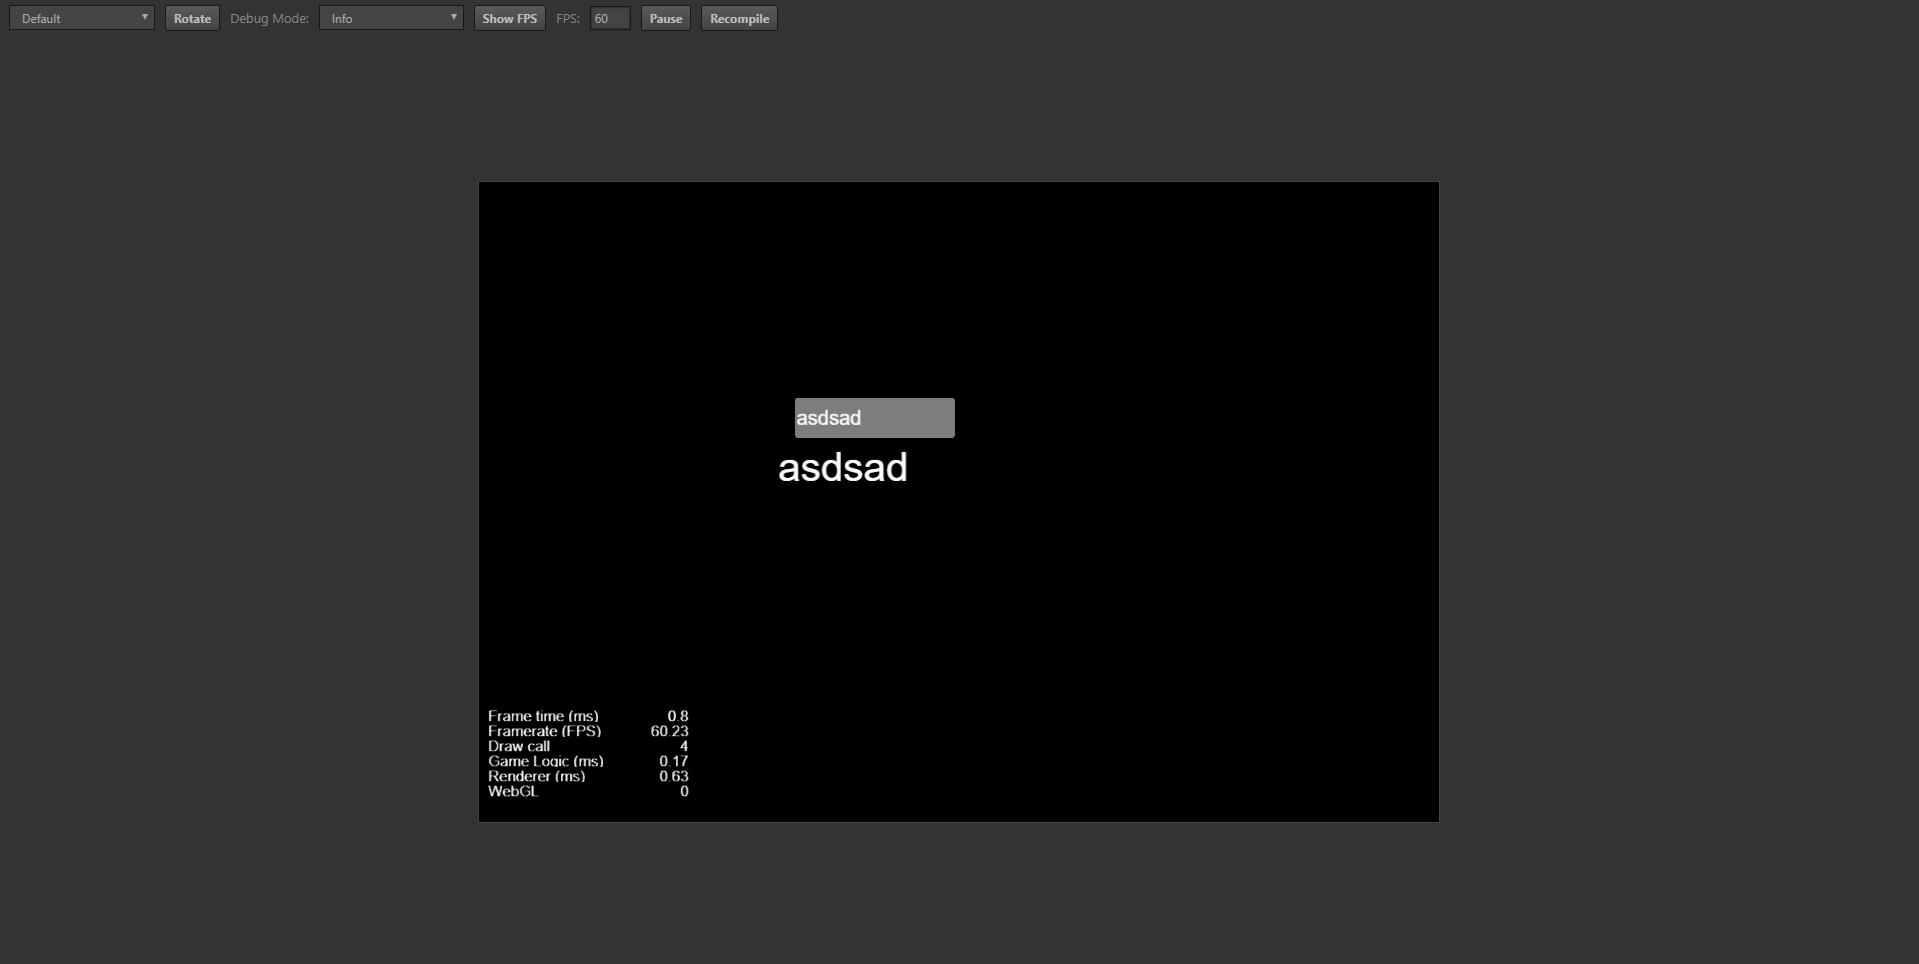 Default Rotate Debug Mode: Info Show FPS FPS: 60 Pause Recompile
asdsad
asdsad
Frame time (ms) 0.8
Framerate (FPS) 60.23
Draw call 4
Game Logic (ms) 0.17
Renderer (ms) 0.63
WebGL 0